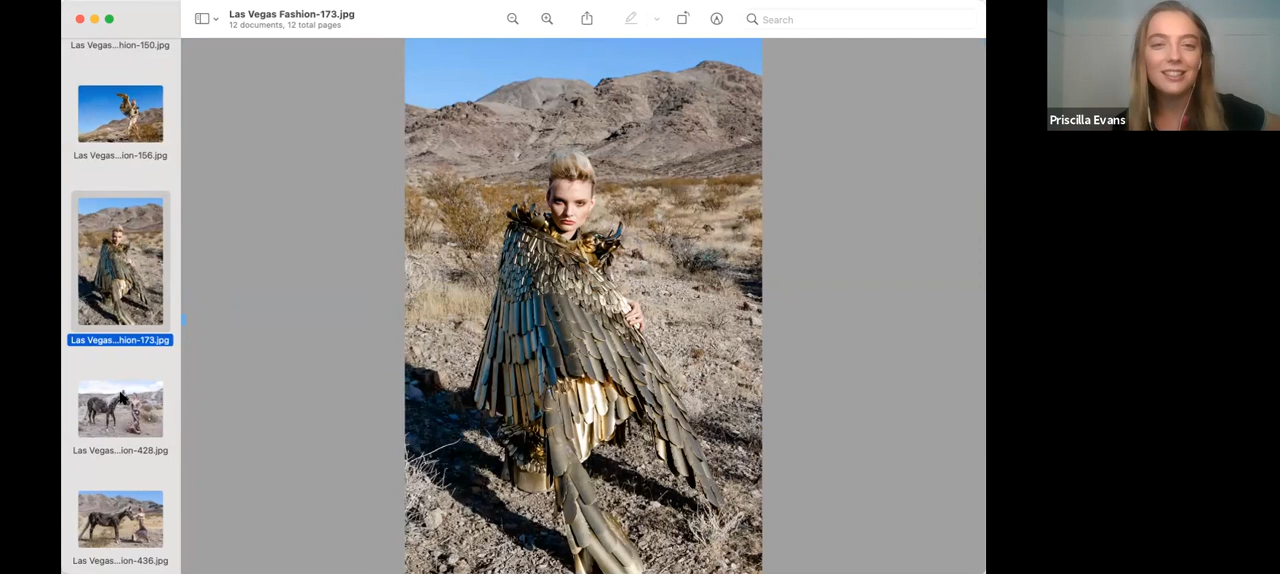 Las Vegas Fashion-173.jpg
12 documents, 12 total pages
Search
Las Vegas...hion-150.jpg
Las Vegas...ion-156.jpg
Las Vegas...hion-173.jpg
Las Vegas...ion-428.jpg
Las Vegas...ion-436.jpg
Priscilla Evans